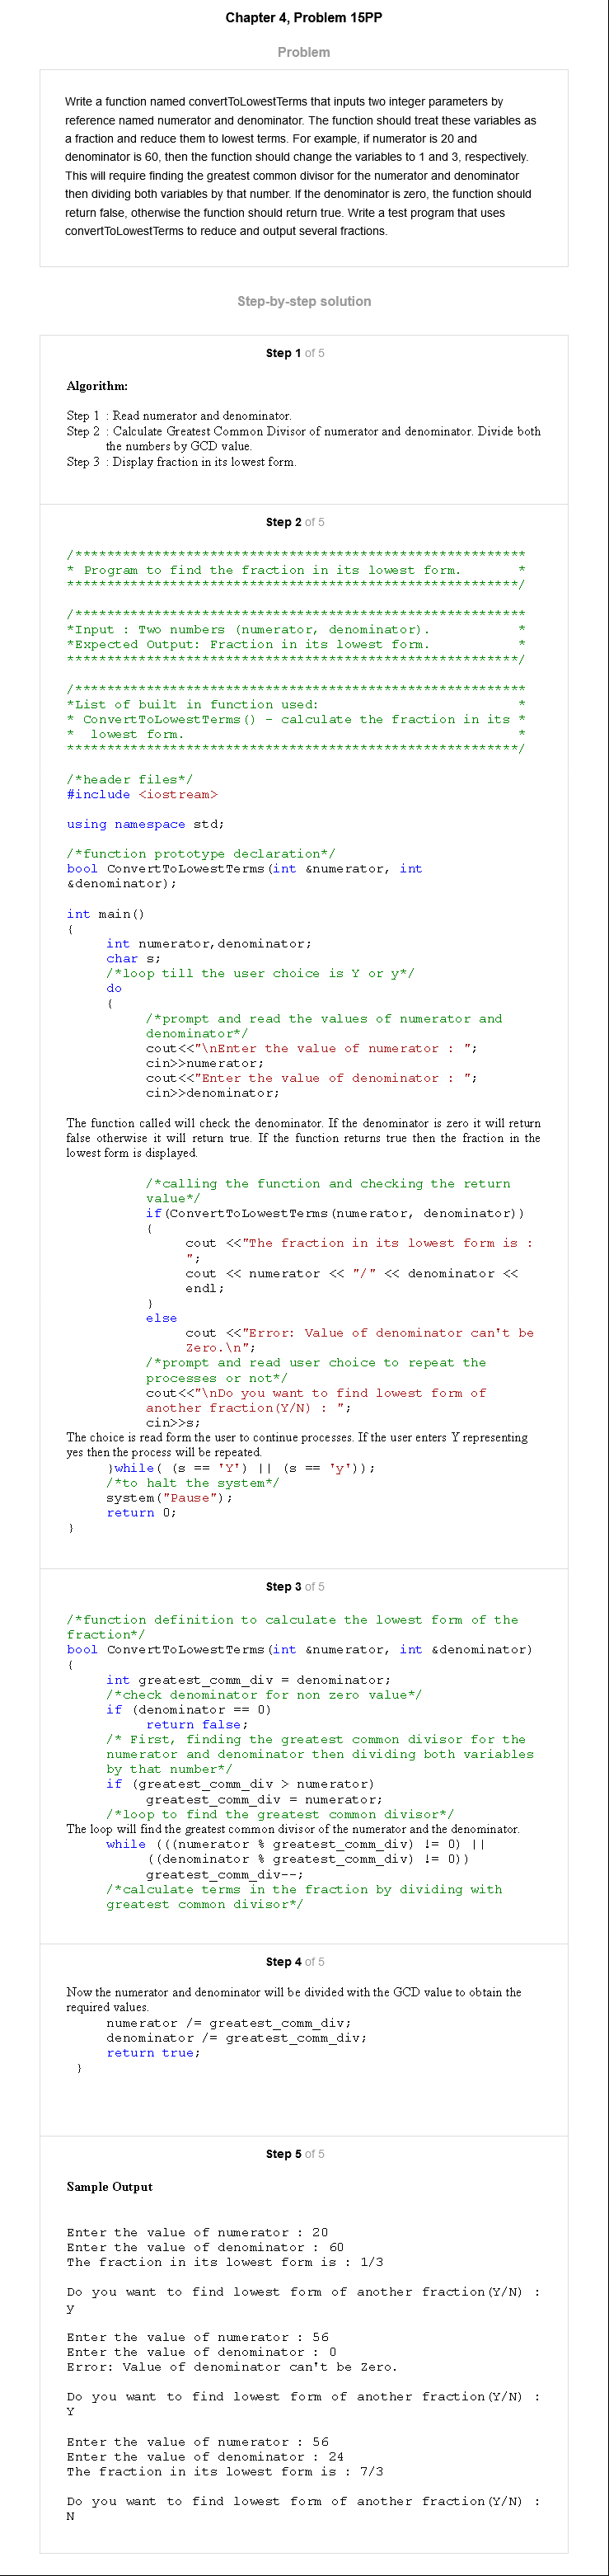 Chapter 4, Problem 15PP
Problem
Write a function named convertToLowestTerms that inputs two integer parameters by
reference named numerator and denominator. The function should treat these variables as
a fraction and reduce them to lowest terms. For example, if numerator is 20 and
denominator is 60, then the function should change the variables to 1 and 3, respectively.
This will require finding the greatest common divisor for the numerator and denominator
then dividing both variables by that number. If the denominator is zero, the function should
return false, otherwise the function should return true. Write a test program that uses
convertToLowestTerms to reduce and output several fractions.
Step-by-step solution
Step 1 of 5
Algorithm:
Step 1 : Read numerator and denominator.
Step 2 : Calculate Greatest Common Divisor of numerator and denominator. Divide both
the numbers by GCD value.
Step 3 : Display fraction in its lowest form.
Step 2 of 5
/*********************************************************
* Program to find the fraction in its lowest form. *
*********************************************************/
/*********************************************************
*Input : Two numbers (numerator, denominator). *
*Expected Output: Fraction in its lowest form. *
*********************************************************/
/*********************************************************
*List of built in function used: *
* ConvertToLowestTerms() - calculate the fraction in its *
* lowest form. *
*********************************************************/
/*header files*/
#include <iostream>
using namespace std;
/*function prototype declaration*/
bool ConvertToLowestTerms(int &numerator, int
&denominator);
int main()
{
int numerator,denominator;
char s;
/*loop till the user choice is Y or y*/
do
{
/*prompt and read the values of numerator and
denominator*/
cout<<"\nEnter the value of numerator : ";
cin>>numerator;
cout<<"Enter the value of denominator : ";
cin>>denominator;
The function called will check the denominator. If the denominator is zero it will return
false otherwise it will return true. If the function returns true then the fraction in the
lowest form is displayed.
/*calling the function and checking the return
value*/
if(ConvertToLowestTerms(numerator, denominator))
{
cout <<"The fraction in its lowest form is :
";
cout << numerator << "/" << denominator <<
endl;
}
else
cout <<"Error: Value of denominator can't be
Zero.\n";
/*prompt and read user choice to repeat the
processes or not*/
cout<<"\nDo you want to find lowest form of
another fraction(Y/N) : ";
cin>>s;
The choice is read form the user to continue processes. If the user enters Y representing
yes then the process will be repeated.
}while( (s == 'Y') || (s == 'y'));
/*to halt the system*/
system("Pause");
return 0;
}
Step 3 of 5
/*function definition to calculate the lowest form of the
fraction*/
bool ConvertToLowestTerms(int &numerator, int &denominator)
{
int greatest_comm_div = denominator;
/*check denominator for non zero value*/
if (denominator == 0)
return false;
/* First, finding the greatest common divisor for the
numerator and denominator then dividing both variables
by that number*/
if (greatest_comm_div > numerator)
greatest_comm_div = numerator;
/*loop to find the greatest common divisor*/
The loop will find the greatest common divisor of the numerator and the denominator.
while (((numerator % greatest_comm_div) != 0) ||
((denominator % greatest_comm_div) != 0))
greatest_comm_div--;
/*calculate terms in the fraction by dividing with
greatest common divisor*/
Step 4 of 5
Now the numerator and denominator will be divided with the GCD value to obtain the
required values.
numerator /= greatest_comm_div;
denominator /= greatest_comm_div;
return true;
}
Step 5 of 5
Sample Output
Enter the value of numerator : 20
Enter the value of denominator : 60
The fraction in its lowest form is : 1/3
Do you want to find lowest form of another fraction(Y/N) :
y
Enter the value of numerator : 56
Enter the value of denominator : 0
Error: Value of denominator can't be Zero.
Do you want to find lowest form of another fraction(Y/N) :
Y
Enter the value of numerator : 56
Enter the value of denominator : 24
The fraction in its lowest form is : 7/3
Do you want to find lowest form of another fraction(Y/N) :
N